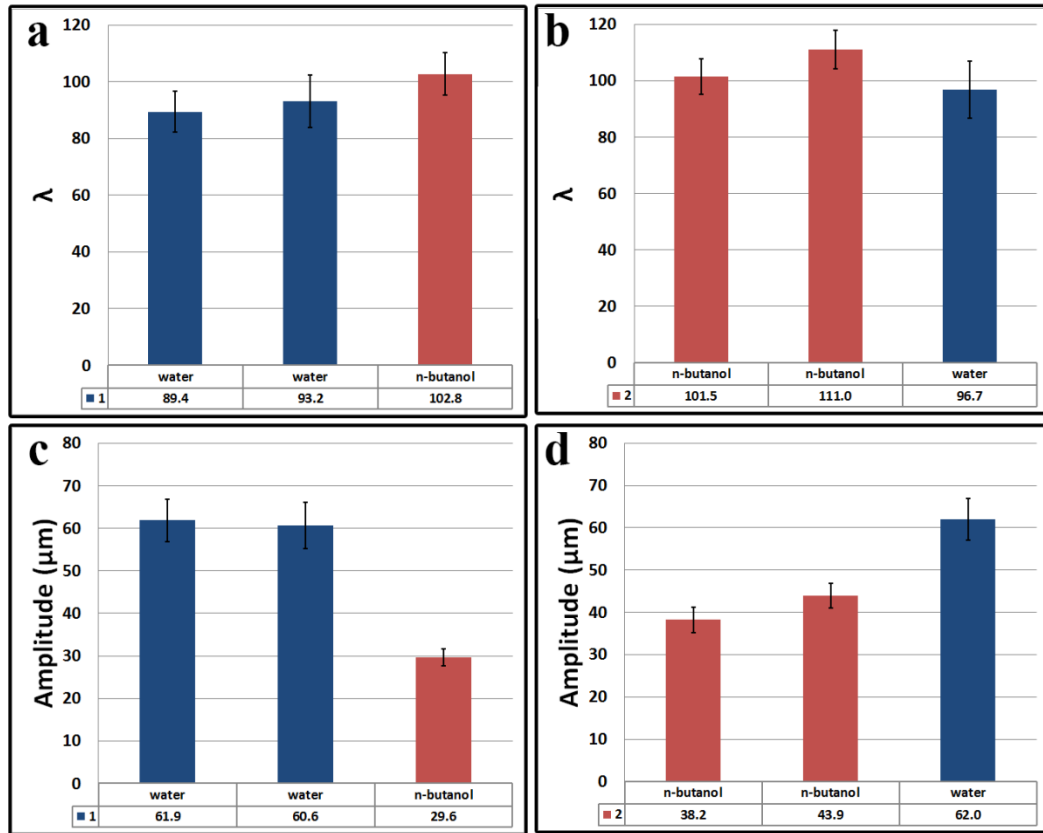 a
120
100
80
60
40
20
0
λ
water water n-butanol
1 89.4 93.2 102.8
b
120
100
80
60
40
20
0
λ
n-butanol n-butanol water
2 101.5 111.0 96.7
c
80
70
60
50
40
30
20
10
0
Amplitude (μm)
water water n-butanol
1 61.9 60.6 29.6
d
80
70
60
50
40
30
20
10
0
Amplitude (μm)
n-butanol n-butanol water
2 38.2 43.9 62.0